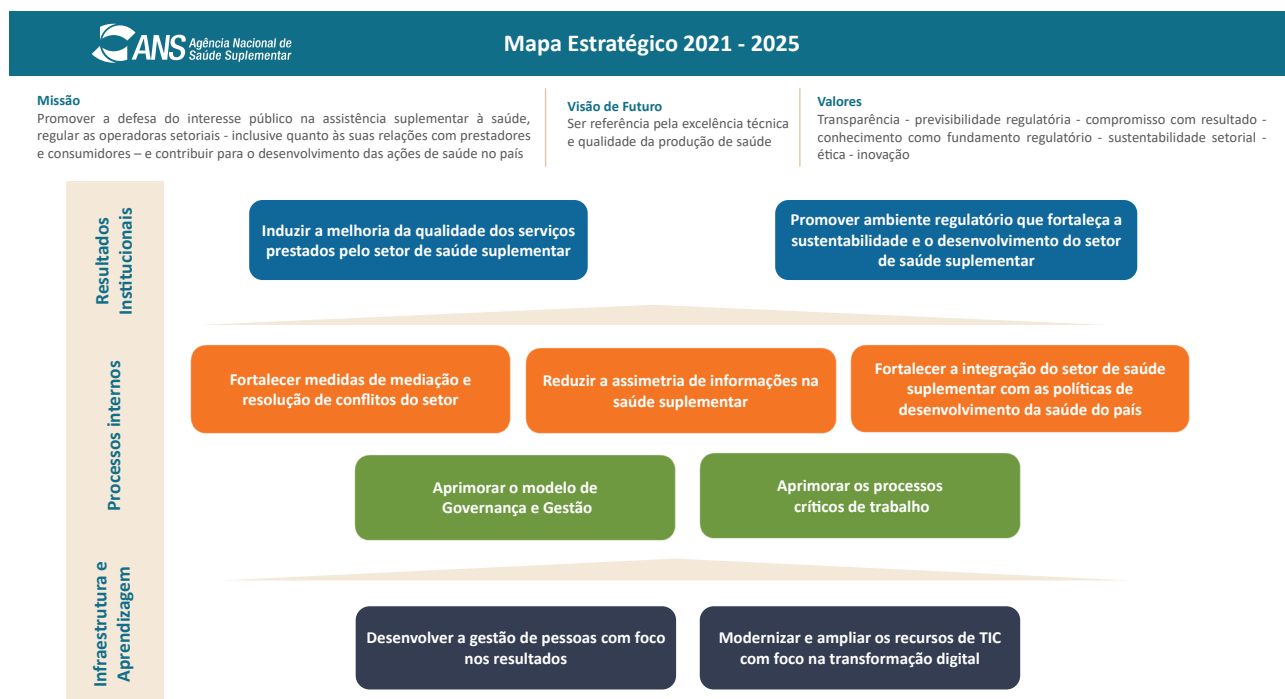 ANS Agência Nacional de
Saúde Suplementar
Mapa Estratégico 2021 - 2025
Missão
Promover a defesa do interesse público na assistência suplementar à saúde,
regular as operadoras setoriais - inclusive quanto às suas relações com prestadores
e consumidores – e contribuir para o desenvolvimento das ações de saúde no país
Visão de Futuro
Ser referência pela excelência técnica
e qualidade da produção de saúde
Valores
Transparência - previsibilidade regulatória - compromisso com resultado -
conhecimento como fundamento regulatório - sustentabilidade setorial -
ética - inovação
Resultados
Institucionais
Induzir a melhoria da qualidade dos serviços
prestados pelo setor de saúde suplementar
Promover ambiente regulatório que fortaleça a
sustentabilidade e o desenvolvimento do setor
de saúde suplementar
Processos internos
Fortalecer medidas de mediação e
resolução de conflitos do setor
Reduzir a assimetria de informações na
saúde suplementar
Fortalecer a integração do setor de saúde
suplementar com as políticas de
desenvolvimento da saúde do país
Aprimorar o modelo de
Governança e Gestão
Aprimorar os processos
críticos de trabalho
Infraestrutura e
Aprendizagem
Desenvolver a gestão de pessoas com foco
nos resultados
Modernizar e ampliar os recursos de TIC
com foco na transformação digital